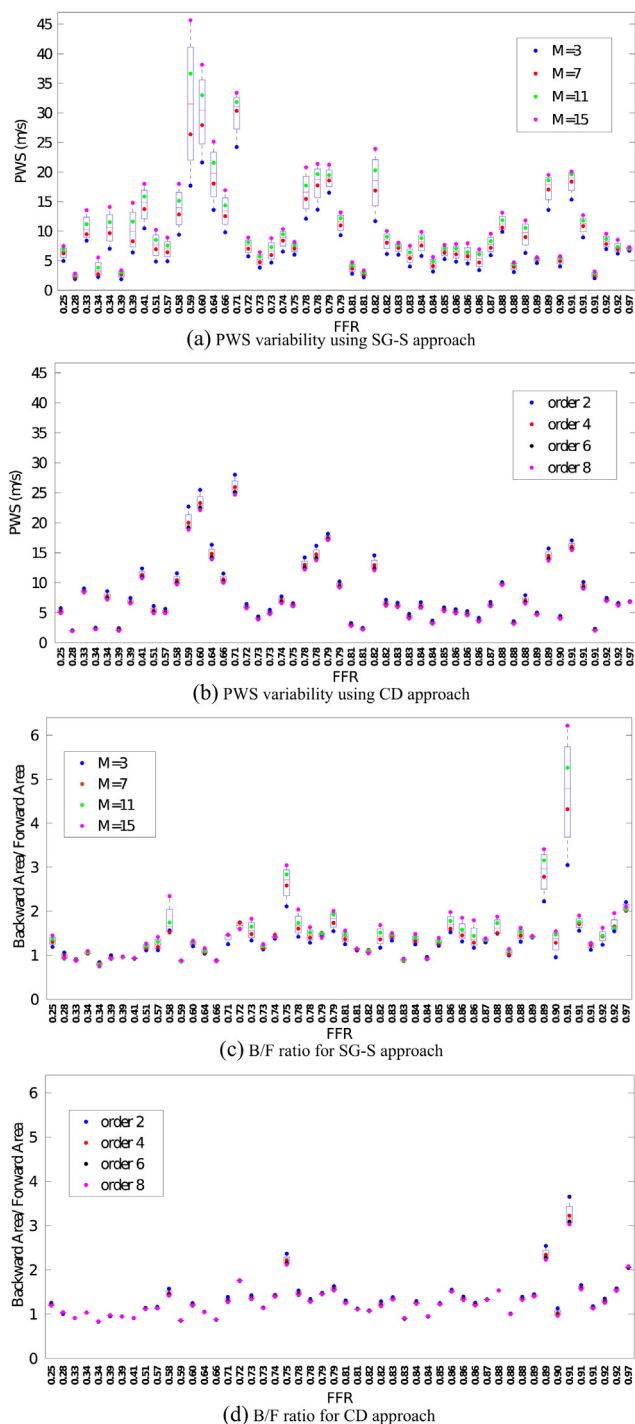 45
40
35
30
25
20
15
10
5
0
PWS (m/s)
M=3
M=7
M=11
M=15
0.25 0.28 0.33 0.34 0.34 0.39 0.39 0.41 0.51 0.57 0.58 0.59 0.60 0.64 0.66 0.71 0.72 0.73 0.73 0.74 0.75 0.78 0.78 0.79 0.79 0.81 0.81 0.82 0.82 0.83 0.83 0.84 0.84 0.85 0.86 0.86 0.86 0.87 0.87 0.88 0.88 0.88 0.89 0.89 0.90 0.91 0.91 0.91 0.92 0.92 0.97
FFR
(a) PWS variability using SG-S approach
45
40
35
30
25
20
15
10
5
0
PWS (m/s)
order 2
order 4
order 6
order 8
0.25 0.28 0.33 0.34 0.34 0.39 0.39 0.41 0.51 0.57 0.58 0.59 0.60 0.64 0.66 0.71 0.72 0.73 0.73 0.74 0.75 0.78 0.78 0.79 0.79 0.81 0.81 0.82 0.82 0.83 0.83 0.84 0.84 0.85 0.86 0.86 0.86 0.87 0.87 0.88 0.88 0.88 0.89 0.89 0.90 0.91 0.91 0.91 0.92 0.92 0.97
FFR
(b) PWS variability using CD approach
6
5
4
3
2
1
0
Backward Area/ Forward Area
M=3
M=7
M=11
M=15
0.25 0.28 0.33 0.34 0.34 0.39 0.39 0.41 0.51 0.57 0.58 0.59 0.60 0.64 0.66 0.71 0.72 0.73 0.73 0.74 0.75 0.78 0.78 0.79 0.79 0.81 0.81 0.82 0.82 0.83 0.83 0.84 0.84 0.85 0.86 0.86 0.86 0.87 0.87 0.88 0.88 0.88 0.89 0.89 0.90 0.91 0.91 0.91 0.92 0.92 0.97
FFR
(c) B/F ratio for SG-S approach
6
5
4
3
2
1
0
Backward Area/ Forward Area
order 2
order 4
order 6
order 8
0.25 0.28 0.33 0.34 0.34 0.39 0.39 0.41 0.51 0.57 0.58 0.59 0.60 0.64 0.66 0.71 0.72 0.73 0.73 0.74 0.75 0.78 0.78 0.79 0.79 0.81 0.81 0.82 0.82 0.83 0.83 0.84 0.84 0.85 0.86 0.86 0.86 0.87 0.87 0.88 0.88 0.88 0.89 0.89 0.90 0.91 0.91 0.91 0.92 0.92 0.97
FFR
(d) B/F ratio for CD approach